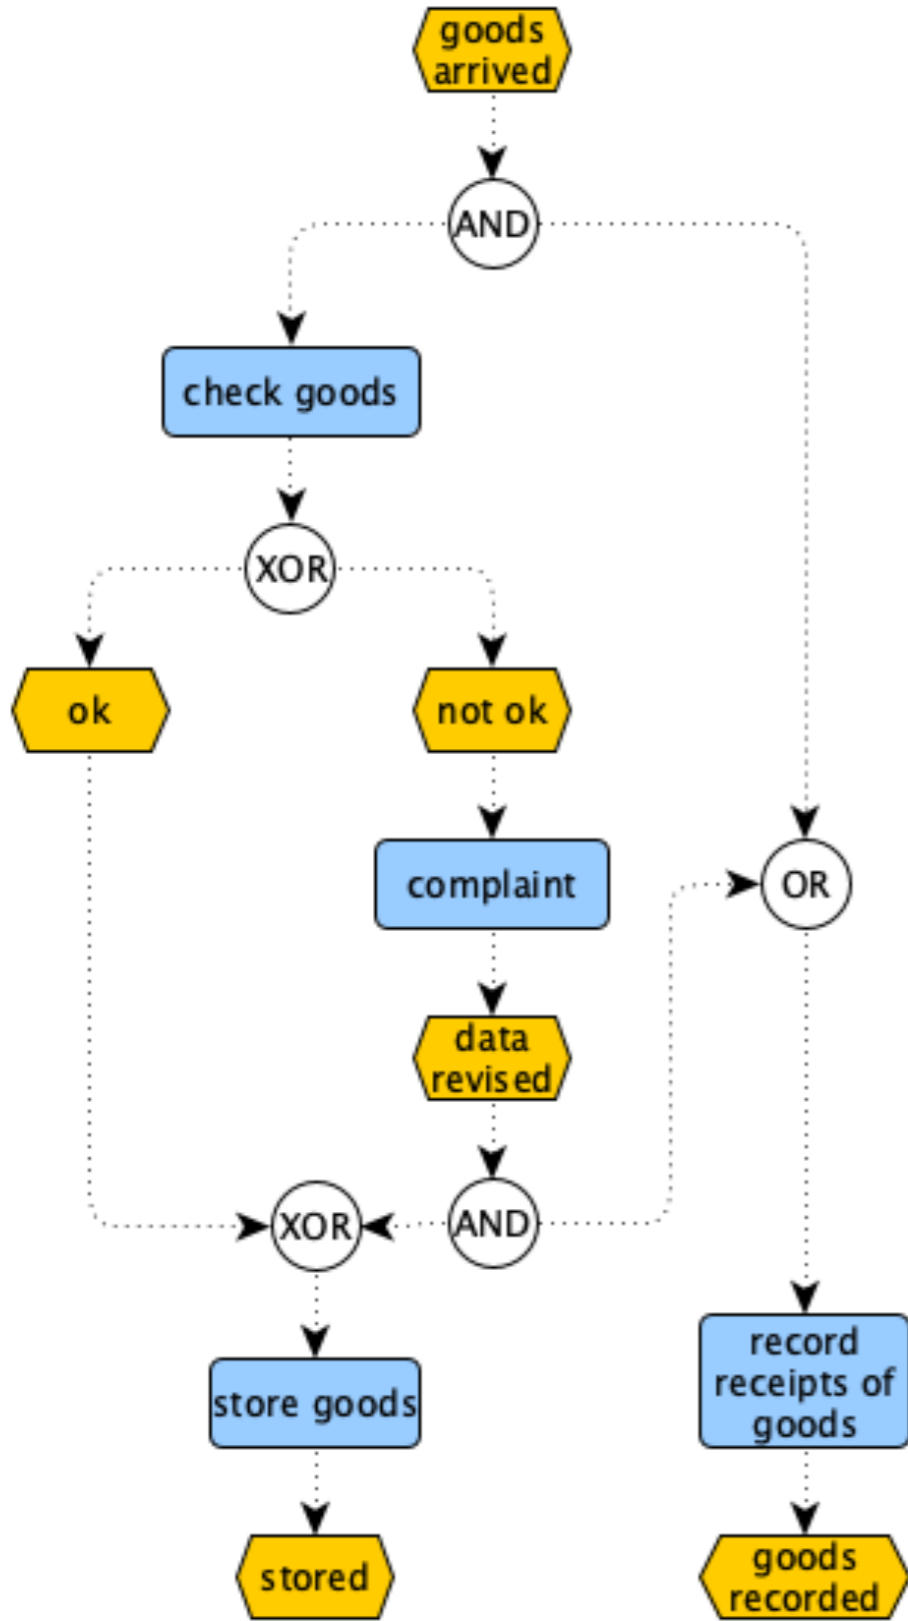 goods
arrived
AND
check goods
XOR
ok
not ok
complaint
OR
data
revised
XOR
AND
store goods
record
receipts of
goods
stored
goods
recorded